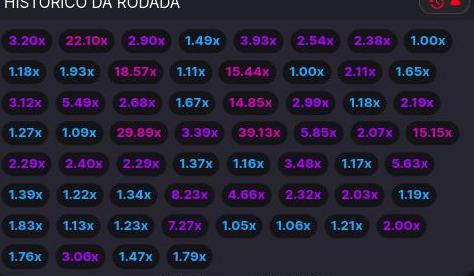 HISTÓRICO DA RODADA
3.20x 22.10x 2.90x 1.49x 3.93x 2.54x 2.38x 1.00x
1.18x 1.93x 18.57x 1.11x 15.44x 1.00x 2.11x 1.65x
3.12x 5.49x 2.68x 1.67x 14.85x 2.99x 1.18x 2.19x
1.27x 1.09x 29.89x 3.39x 39.13x 5.85x 2.07x 15.15x
2.29x 2.40x 2.29x 1.37x 1.16x 3.48x 1.17x 5.63x
1.39x 1.22x 1.34x 8.23x 4.66x 2.32x 2.03x 1.19x
1.83x 1.13x 1.23x 7.27x 1.05x 1.06x 1.21x 2.00x
1.76x 3.06x 1.47x 1.79x